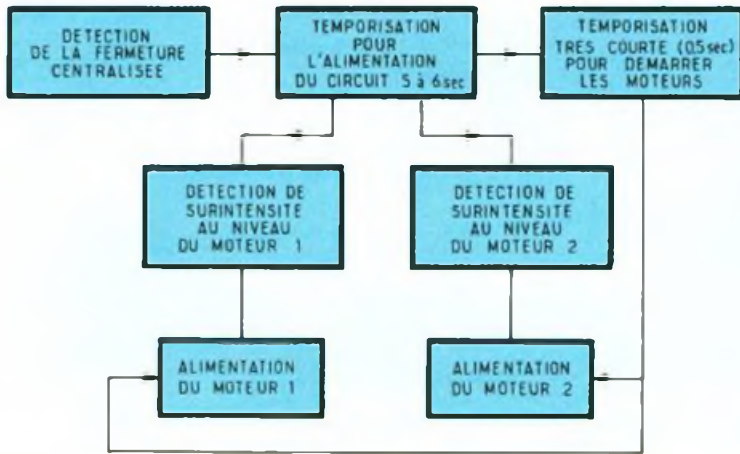 DETECTION
DE LA FERMETURE
CENTRALISEE
TEMPORISATION
POUR
L'ALIMENTATION
DU CIRCUIT 5 à 6sec
TEMPORISATION
TRES COURTE (0,5sec)
POUR DEMARRER
LES MOTEURS
DETECTION DE
SURINTENSITE
AU NIVEAU
DU MOTEUR 1
DETECTION DE
SURINTENSITE
AU NIVEAU
DU MOTEUR 2
ALIMENTATION
DU MOTEUR 1
ALIMENTATION
DU MOTEUR 2